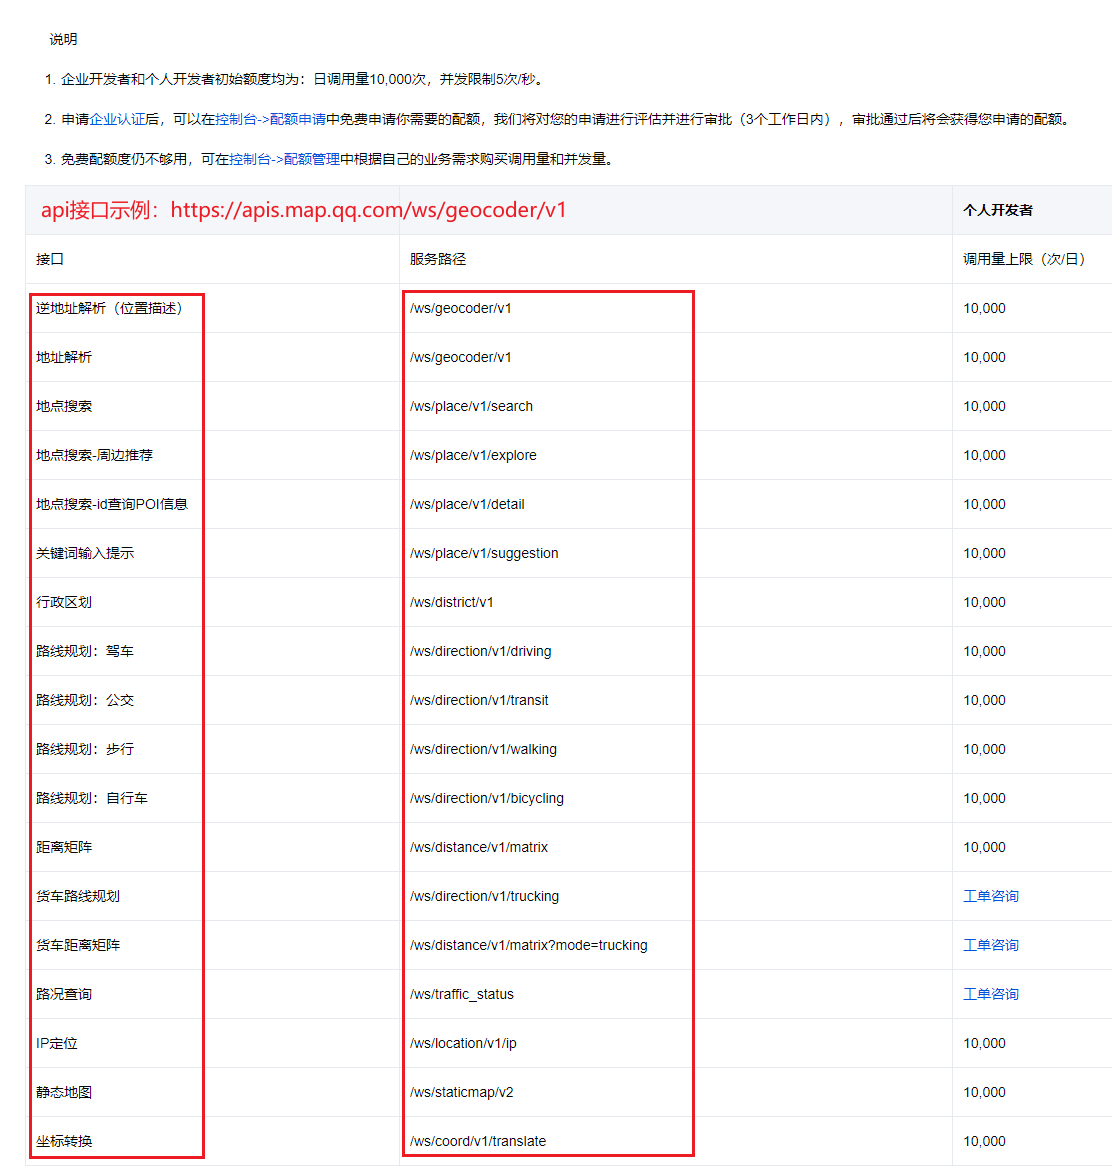 说明
1. 企业开发者和个人开发者初始额度均为：日调用量10,000次，并发限制5次/秒。
2. 申请企业认证后，可以在控制台->配额申请中免费申请你需要的配额，我们将对您的申请进行评估并进行审批（3个工作日内），审批通过后将会获得您申请的配额。
3. 免费配额度仍不够用，可在控制台->配额管理中根据自己的业务需求购买调用量和并发量。
api接口示例：https://apis.map.qq.com/ws/geocoder/v1 个人开发者
接口 服务路径 调用量上限（次/日）
逆地址解析（位置描述） /ws/geocoder/v1 10,000
地址解析 /ws/geocoder/v1 10,000
地点搜索 /ws/place/v1/search 10,000
地点搜索-周边推荐 /ws/place/v1/explore 10,000
地点搜索-id查询POI信息 /ws/place/v1/detail 10,000
关键词输入提示 /ws/place/v1/suggestion 10,000
行政区划 /ws/district/v1 10,000
路线规划：驾车 /ws/direction/v1/driving 10,000
路线规划：公交 /ws/direction/v1/transit 10,000
路线规划：步行 /ws/direction/v1/walking 10,000
路线规划：自行车 /ws/direction/v1/bicycling 10,000
距离矩阵 /ws/distance/v1/matrix 10,000
货车路线规划 /ws/direction/v1/trucking 工单咨询
货车距离矩阵 /ws/distance/v1/matrix?mode=trucking 工单咨询
路况查询 /ws/traffic_status 工单咨询
IP定位 /ws/location/v1/ip 10,000
静态地图 /ws/staticmap/v2 10,000
坐标转换 /ws/coord/v1/translate 10,000